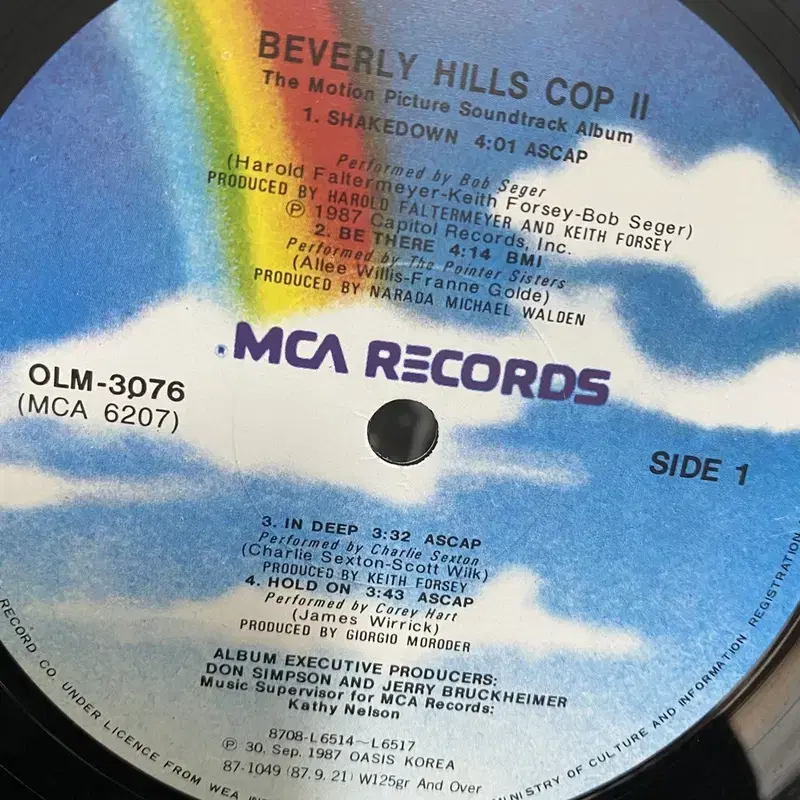 BEVERLY HILLS COP II
The Motion Picture Soundtrack Album
1. SHAKEDOWN 4:01 ASCAP
Performed by Bob Seger
(Harold Faltermeyer-Keith Forsey-Bob Seger)
PRODUCED BY HAROLD FALTERMEYER AND KEITH FORSEY
℗ 1987 Capitol Records, Inc.
2. BE THERE 4:14 BMI
Performed by The Pointer Sisters
(Allee Willis-Franne Golde)
PRODUCED BY NARADA MICHAEL WALDEN
® MCA RECORDS
OLM-3076
(MCA 6207)
SIDE 1
3. IN DEEP 3:32 ASCAP
Performed by Charlie Sexton
(Charlie Sexton-Scott Wilk)
PRODUCED BY KEITH FORSEY
4. HOLD ON 3:43 ASCAP
Performed by Corey Hart
(James Wirrick)
PRODUCED BY GIORGIO MORODER
ALBUM EXECUTIVE PRODUCERS:
DON SIMPSON AND JERRY BRUCKHEIMER
Music Supervisor for MCA Records:
Kathy Nelson
8708-L6514~L6517
℗ 30. Sep. 1987 OASIS KOREA
87-1049 (87. 9. 21) W125gr And Over
RECORD CO. UNDER LICENCE FROM WEA
MINISTRY OF CULTURE AND INFORMATION REGISTRATION